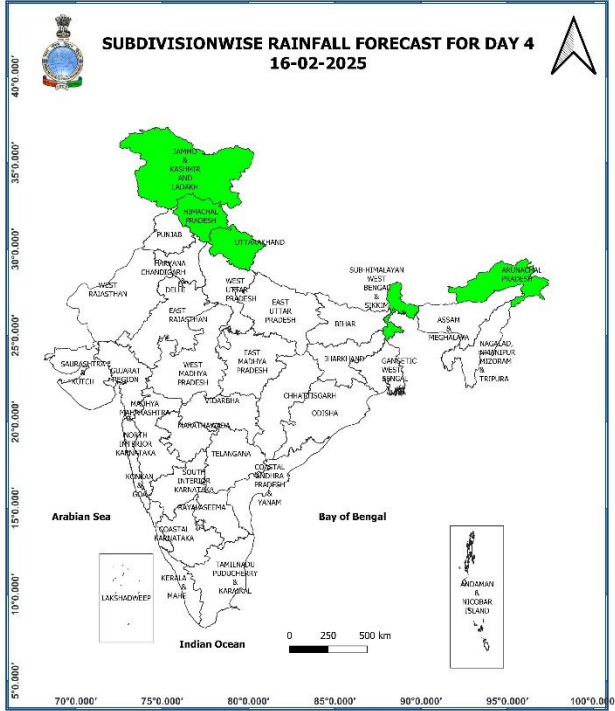 SUBDIVISIONWISE RAINFALL FORECAST FOR DAY 4
16-02-2025
40°0.000'
35°0.000'
30°0.000'
25°0.000'
20°0.000'
15°0.000'
10°0.000'
5°0.000'
JAMMU
&
KASHMIR
AND
LADAKH
HIMACHAL
PRADESH
PUNJAB
UTTARAKHAND
HARYANA
CHANDIGARH
&
DELHI
WEST
RAJASTHAN
WEST
UTTAR
PRADESH
EAST
RAJASTHAN
EAST
UTTAR
PRADESH
SUB-HIMALAYAN
WEST
BENGAL
&
SIKKIM
ARUNACHAL
PRADESH
ASSAM
&
MEGHALAYA
BIHAR
NAGALAD,
MANIPUR
MIZORAM
&
TRIPURA
SAURASHTRA
&
KUTCH
GUJARAT
REGION
WEST
MADHYA
PRADESH
EAST
MADHYA
PRADESH
JHARKHAND
GANGETIC
WEST
BENGAL
CHHATTISGARH
ODISHA
VIDARBHA
MADHYA
MAHARASHTRA
MARATHAWADA
NORTH
INTERIOR
KARNATAKA
TELANGANA
KONKAN
&
GOA
SOUTH
INTERIOR
KARNATAKA
COASTAL
ANDHRA
PRADESH
&
YANAM
RAYALASEEMA
COASTAL
KARNATAKA
Arabian Sea
Bay of Bengal
LAKSHADWEEP
KERALA
&
MAHE
TAMILNADU
PUDUCHERRY
&
KARAIKAL
ANDAMAN
&
NICOBAR
ISLAND
Indian Ocean
0 250 500 km
70°0.000' 75°0.000' 80°0.000' 85°0.000' 90°0.000' 95°0.000' 100°0.000'